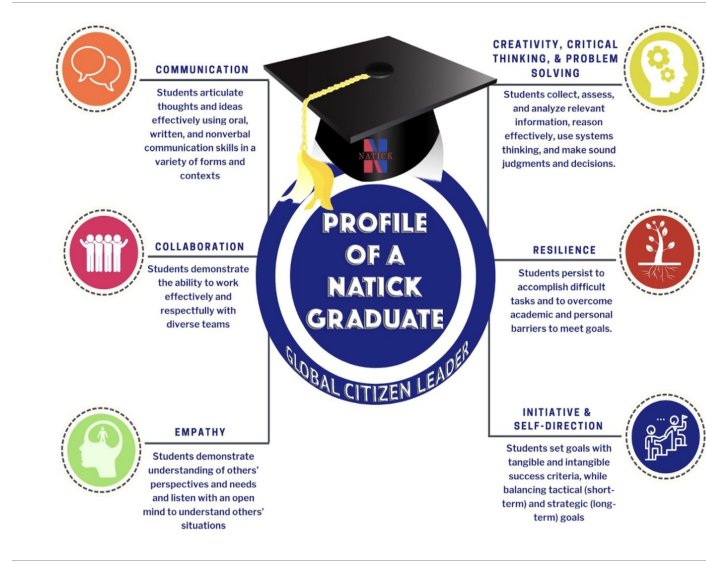 COMMUNICATION
Students articulate
thoughts and ideas
effectively using oral,
written, and nonverbal
communication skills in a
variety of forms and
contexts
COLLABORATION
Students demonstrate
the ability to work
effectively and
respectfully with
diverse teams
EMPATHY
Students demonstrate
understanding of others'
perspectives and needs
and listen with an open
mind to understand others'
situations
NATICK
PROFILE
OF A
NATICK
GRADUATE
GLOBAL CITIZEN LEADER
CREATIVITY, CRITICAL
THINKING, & PROBLEM
SOLVING
Students collect, assess,
and analyze relevant
information, reason
effectively, use systems
thinking, and make sound
judgments and decisions.
RESILIENCE
Students persist to
accomplish difficult
tasks and to overcome
academic and personal
barriers to meet goals.
INITIATIVE &
SELF-DIRECTION
Students set goals with
tangible and intangible
success criteria, while
balancing tactical (short-
term) and strategic (long-
term) goals